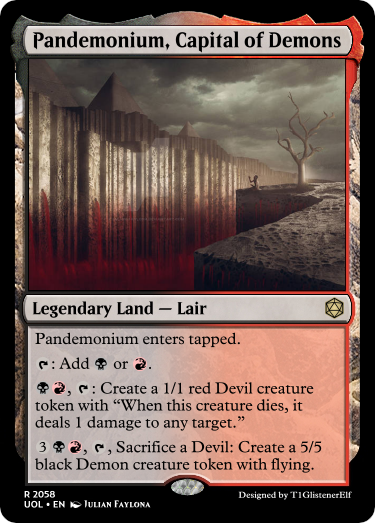 Pandemonium, Capital of Demons
Legendary Land — Lair
Pandemonium enters tapped.
: Add or .
, : Create a 1/1 red Devil creature
token with “When this creature dies, it
deals 1 damage to any target.”
3 , , Sacrifice a Devil: Create a 5/5
black Demon creature token with flying.
R 2058
UOL • EN Julian Faylona
Designed by T1GlistenerElf